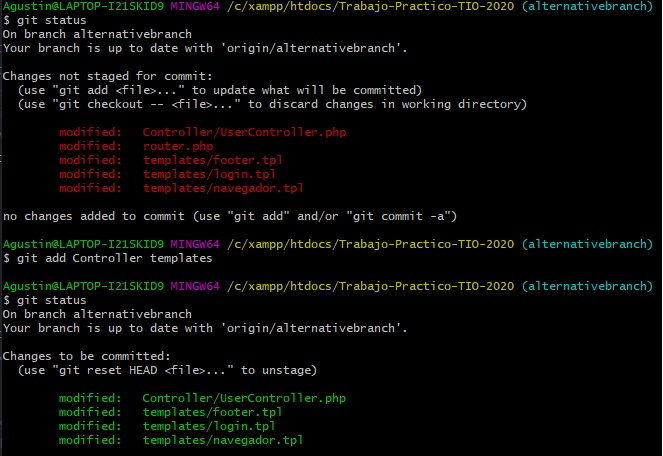 Agustin@LAPTOP-I21SKID9 MINGW64 /c/xampp/htdocs/Trabajo-Practico-TIO-2020 (alternativebranch)
$ git status
On branch alternativebranch
Your branch is up to date with 'origin/alternativebranch'.
Changes not staged for commit:
(use "git add <file>..." to update what will be committed)
(use "git checkout -- <file>..." to discard changes in working directory)
modified: Controller/UserController.php
modified: router.php
modified: templates/footer.tpl
modified: templates/login.tpl
modified: templates/navegador.tpl
no changes added to commit (use "git add" and/or "git commit -a")
Agustin@LAPTOP-I21SKID9 MINGW64 /c/xampp/htdocs/Trabajo-Practico-TIO-2020 (alternativebranch)
$ git add Controller templates
Agustin@LAPTOP-I21SKID9 MINGW64 /c/xampp/htdocs/Trabajo-Practico-TIO-2020 (alternativebranch)
$ git status
On branch alternativebranch
Your branch is up to date with 'origin/alternativebranch'.
Changes to be committed:
(use "git reset HEAD <file>..." to unstage)
modified: Controller/UserController.php
modified: templates/footer.tpl
modified: templates/login.tpl
modified: templates/navegador.tpl